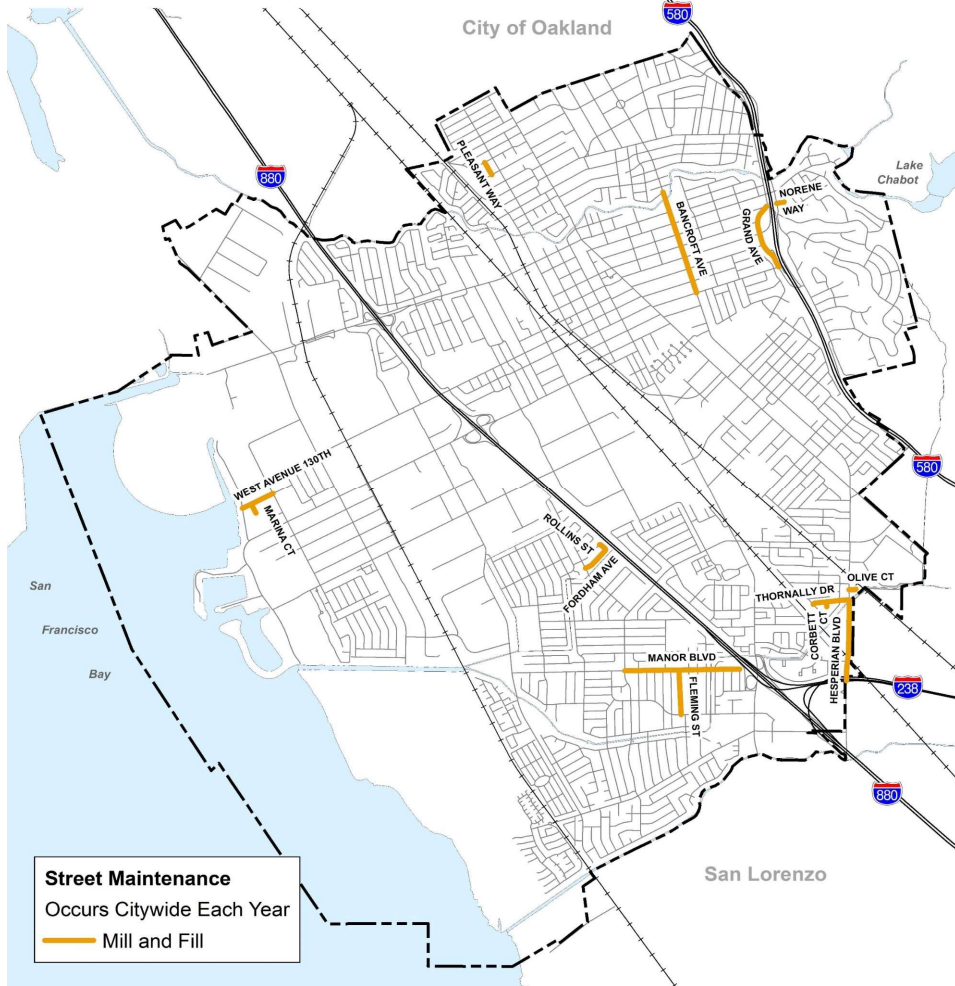 580
City of Oakland
880
PLEASANT WAY
Lake
Chabot
NORENE
WAY
BANCROFT AVE
GRAND AVE
580
WEST AVENUE 130TH
MARINA CT
ROLLINS ST
FORDHAM AVE
San
Francisco
Bay
OLIVE CT
THORNALLY DR
CORBETT
CT
HESPERIAN BLVD
MANOR BLVD
FLEMING ST
238
880
San Lorenzo
Street Maintenance
Occurs Citywide Each Year
Mill and Fill